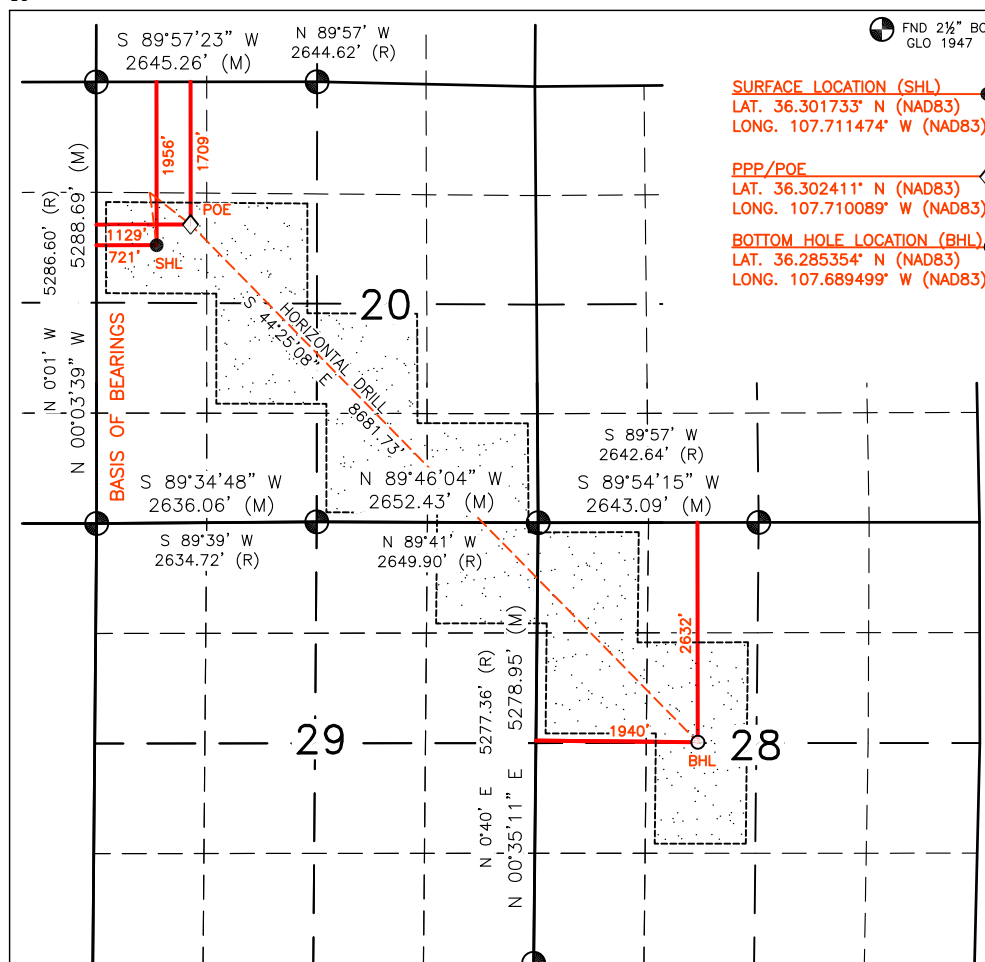 S 89°57'23" W
2645.26' (M)
N 89°57' W
2644.62' (R)
FND 2½" BC
GLO 1947
SURFACE LOCATION (SHL)
LAT. 36.301733° N (NAD83)
LONG. 107.711474° W (NAD83)
PPP/POE
LAT. 36.302411° N (NAD83)
LONG. 107.710089° W (NAD83)
BOTTOM HOLE LOCATION (BHL)
LAT. 36.285354° N (NAD83)
LONG. 107.689499° W (NAD83)
1956'
1709'
POE
1129'
721'
SHL
N 0°01' W 5286.60' (R)
N 00°03'39" W 5288.69' (M)
BASIS OF BEARINGS
20
HORIZONTAL DRILL
S 44°25'08" E 8681.73'
S 89°57' W
2642.64' (R)
S 89°34'48" W
2636.06' (M)
N 89°46'04" W
2652.43' (M)
S 89°54'15" W
2643.09' (M)
S 89°39' W
2634.72' (R)
N 89°41' W
2649.90' (R)
N 0°40' E 5277.36' (R)
N 00°35'11" E 5278.95' (M)
2632'
1940'
BHL
29
28